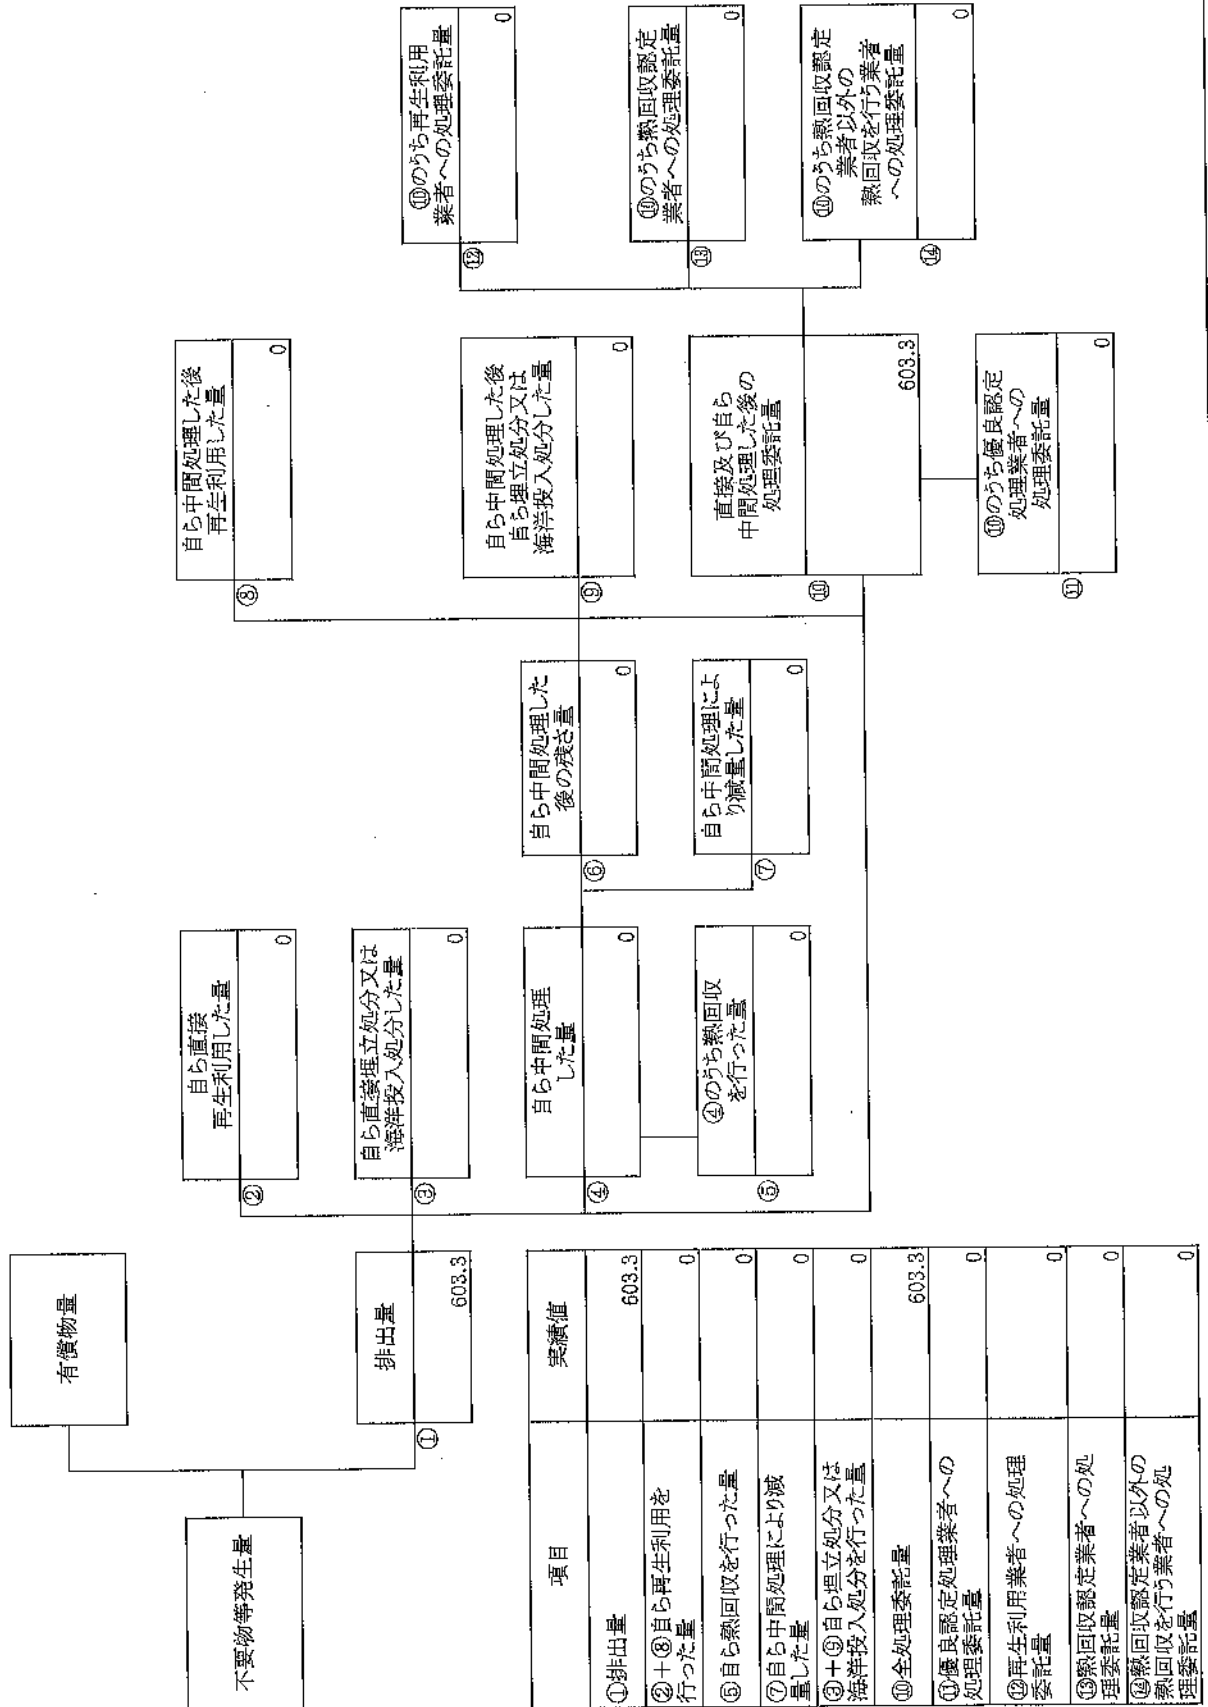 不要物等発生量
有償物量
①
排出量
603.3
②
自ら直接
再生利用した量
0
③
自ら直接埋立処分又は
海洋投入処分した量
0
④
自ら中間処理
した量
0
⑤
④のうち熱回収
を行った量
0
⑥
自ら中間処理した
後の残さ量
0
⑦
自ら中間処理によ
り減量した量
0
⑧
自ら中間処理した後
再生利用した量
0
⑨
自ら中間処理した後
自ら埋立処分又は
海洋投入処分した量
0
⑩
直接及び自ら
中間処理した後の
処理委託量
603.3
⑪
⑩のうち優良認定
処理業者への
処理委託量
0
⑫
⑩のうち再生利用
業者への処理委託量
0
⑬
⑩のうち熱回収認定
業者への処理委託量
0
⑭
⑩のうち熱回収認定
業者以外の
熱回収を行う業者
への処理委託量
0
項目 実績値
①排出量 603.3
②+⑧自ら再生利用を
行った量 0
⑤自ら熱回収を行った量 0
⑦自ら中間処理により減
量した量 0
③+⑨自ら埋立処分又は
海洋投入処分を行った量 0
⑩全処理委託量 603.3
⑪優良認定処理業者への
処理委託量 0
⑫再生利用業者への処理
委託量 0
⑬熱回収認定業者への処
理委託量 0
⑭熱回収認定業者以外の
熱回収を行う業者への処
理委託量 0